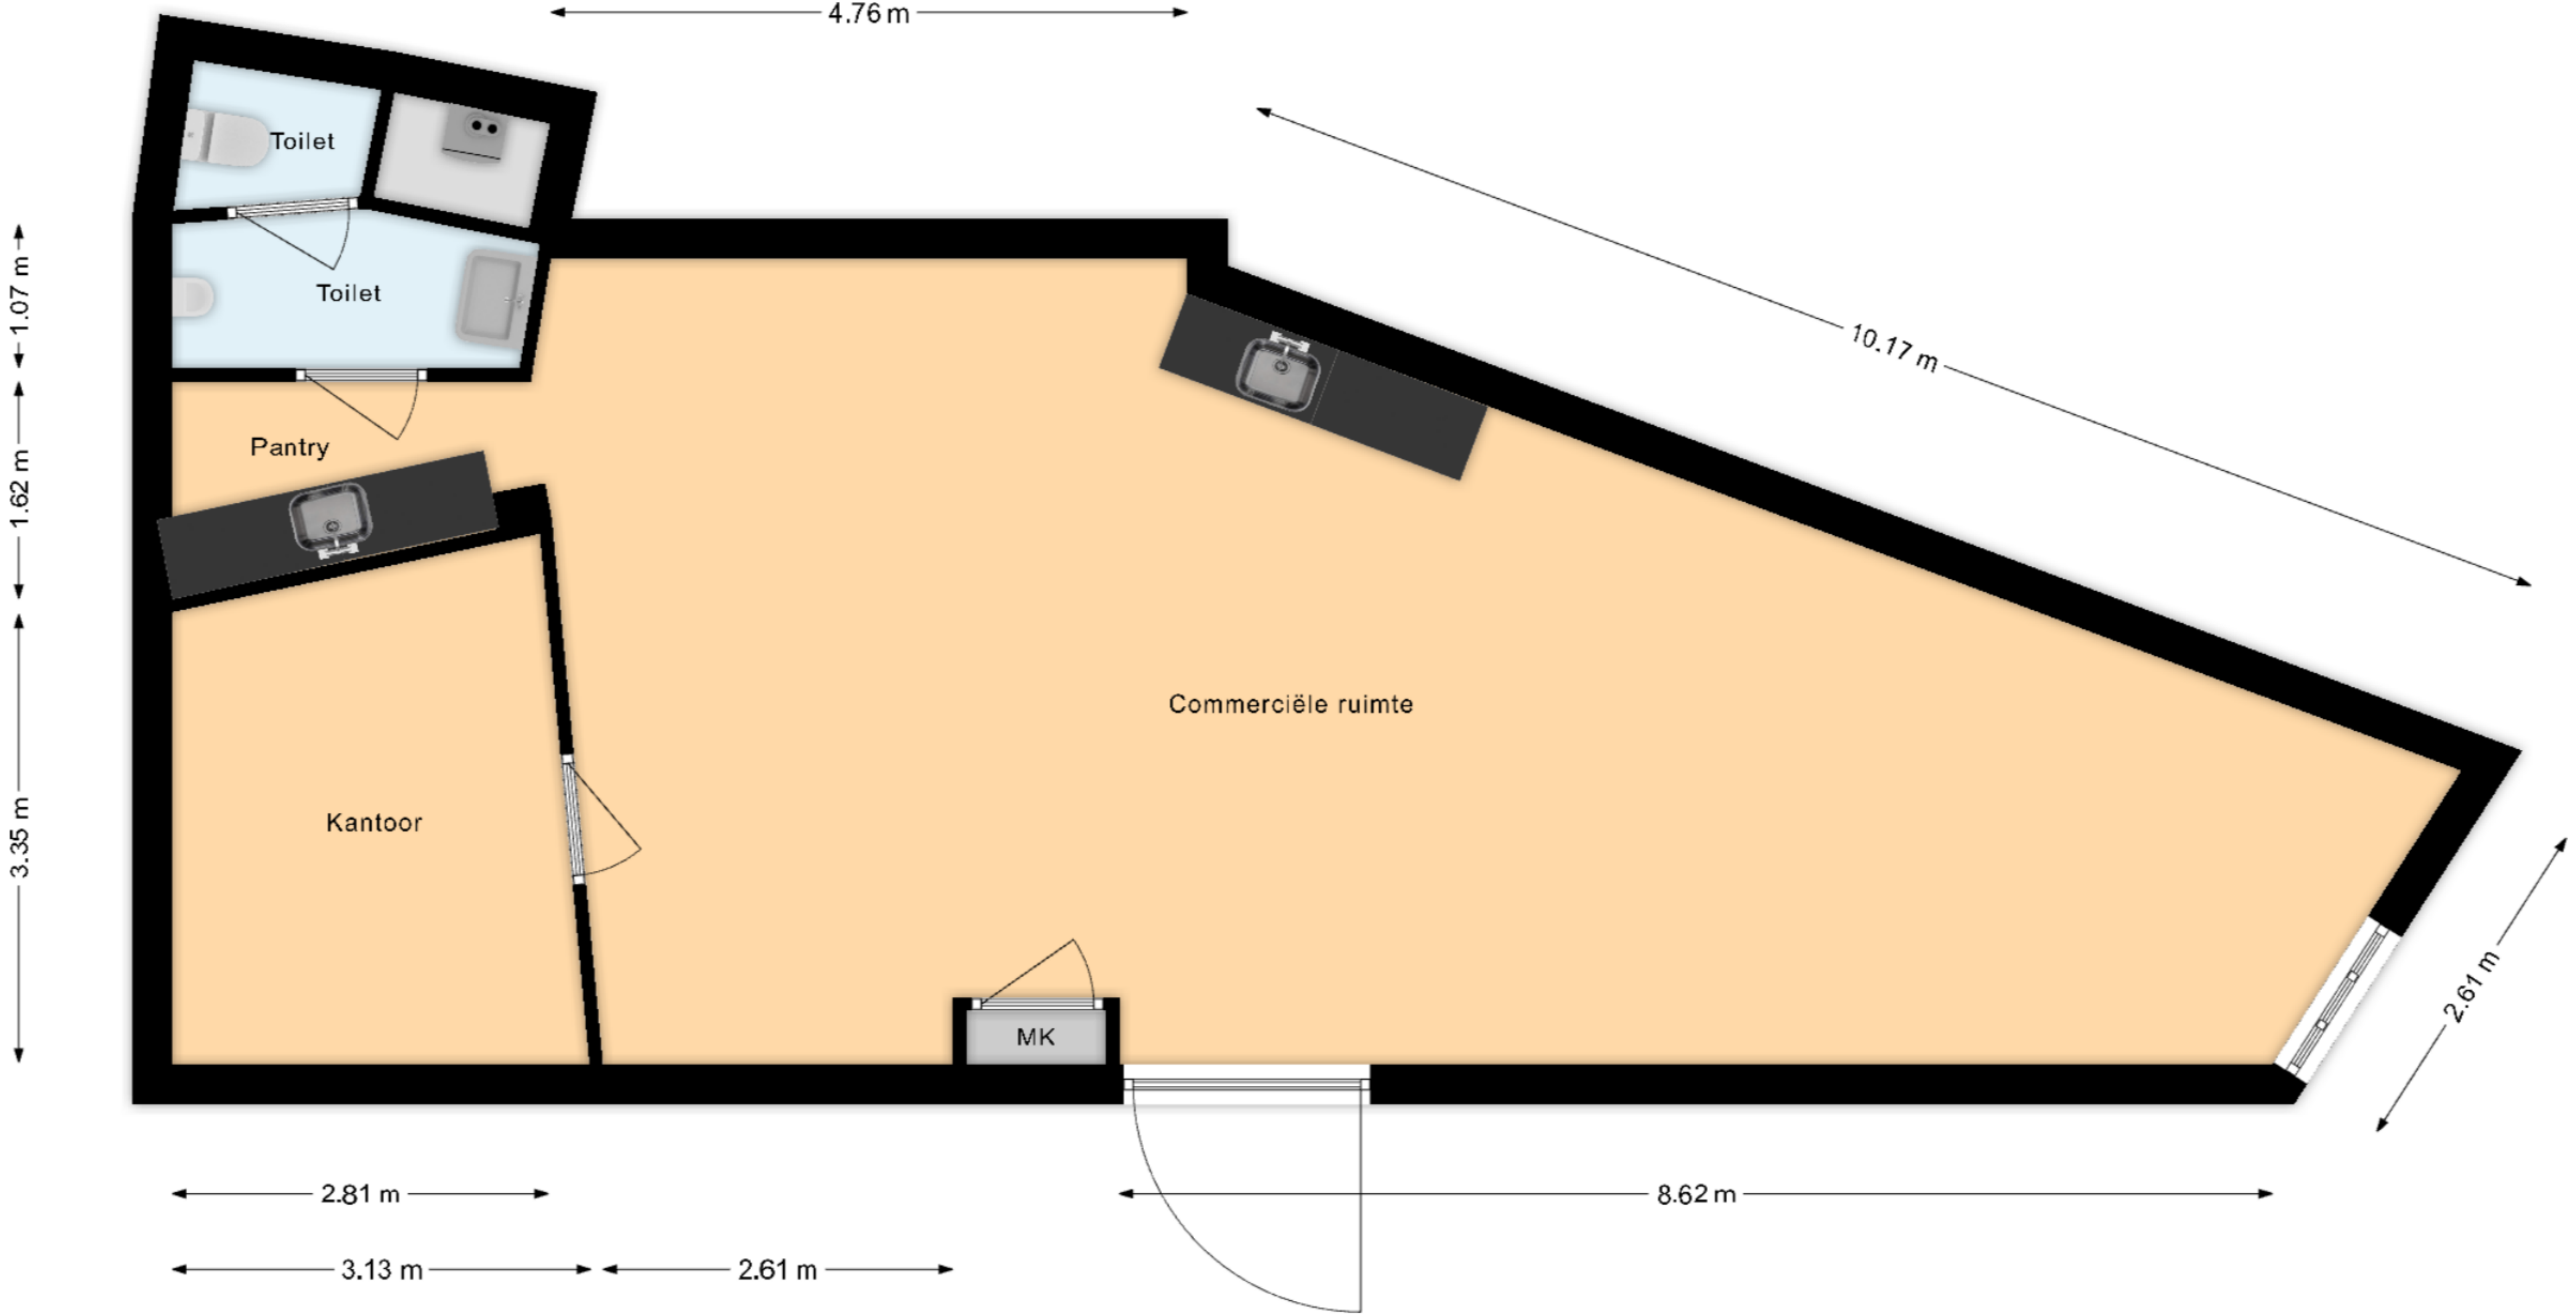 4.76 m
Toilet
10.17 m
1.07 m
Toilet
Pantry
1.62 m
Commerciële ruimte
Kantoor
3.35 m
2.61 m
MK
2.81 m
8.62 m
3.13 m
2.61 m